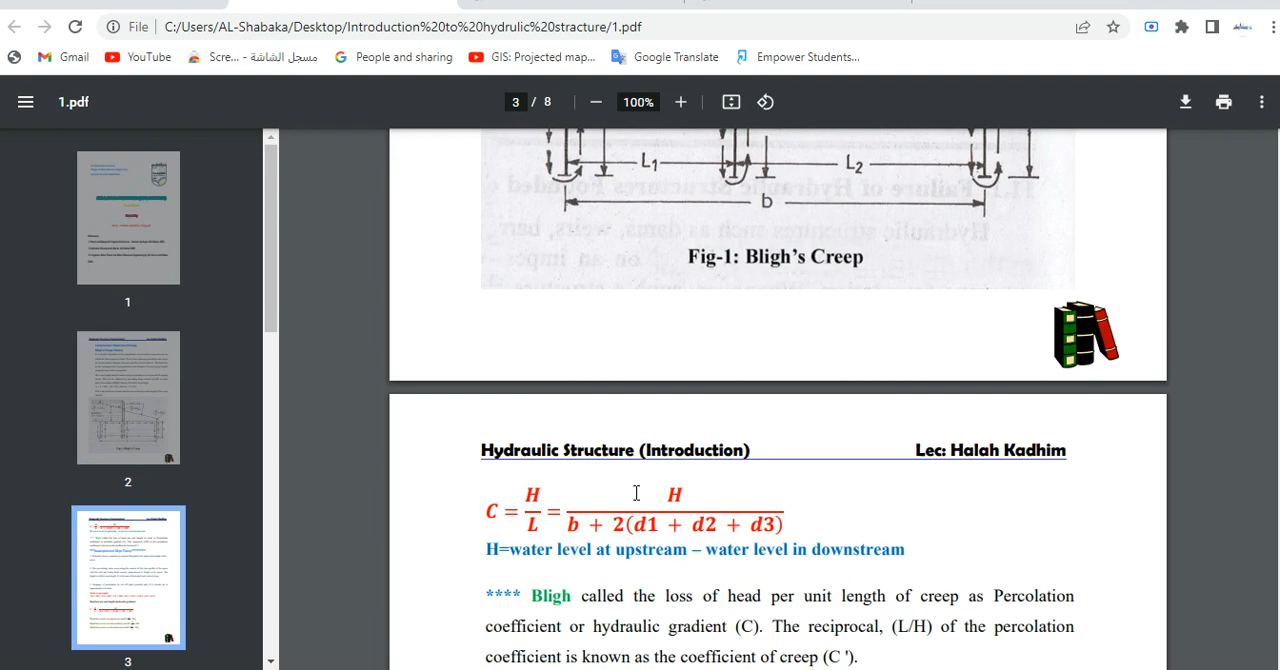 File
C:/Users/AL-Shabaka/Desktop/Introduction%20to%20hydrulic%20stracture/1.pdf
Gmail
YouTube
Scre... - مسجل الشاشة
People and sharing
GIS: Projected map...
Google Translate
Empower Students...
1.pdf
3 / 8
100%
1
2
3
L1
L2
b
Fig-1: Bligh's Creep
Hydraulic Structure (Introduction) Lec: Halah Kadhim
C = H/L = H/(b + 2(d1 + d2 + d3))
H=water level at upstream – water level in downstream
**** Bligh called the loss of head per unit length of creep as Percolation
coefficient or hydraulic gradient (C). The reciprocal, (L/H) of the percolation
coefficient is known as the coefficient of creep (C ').